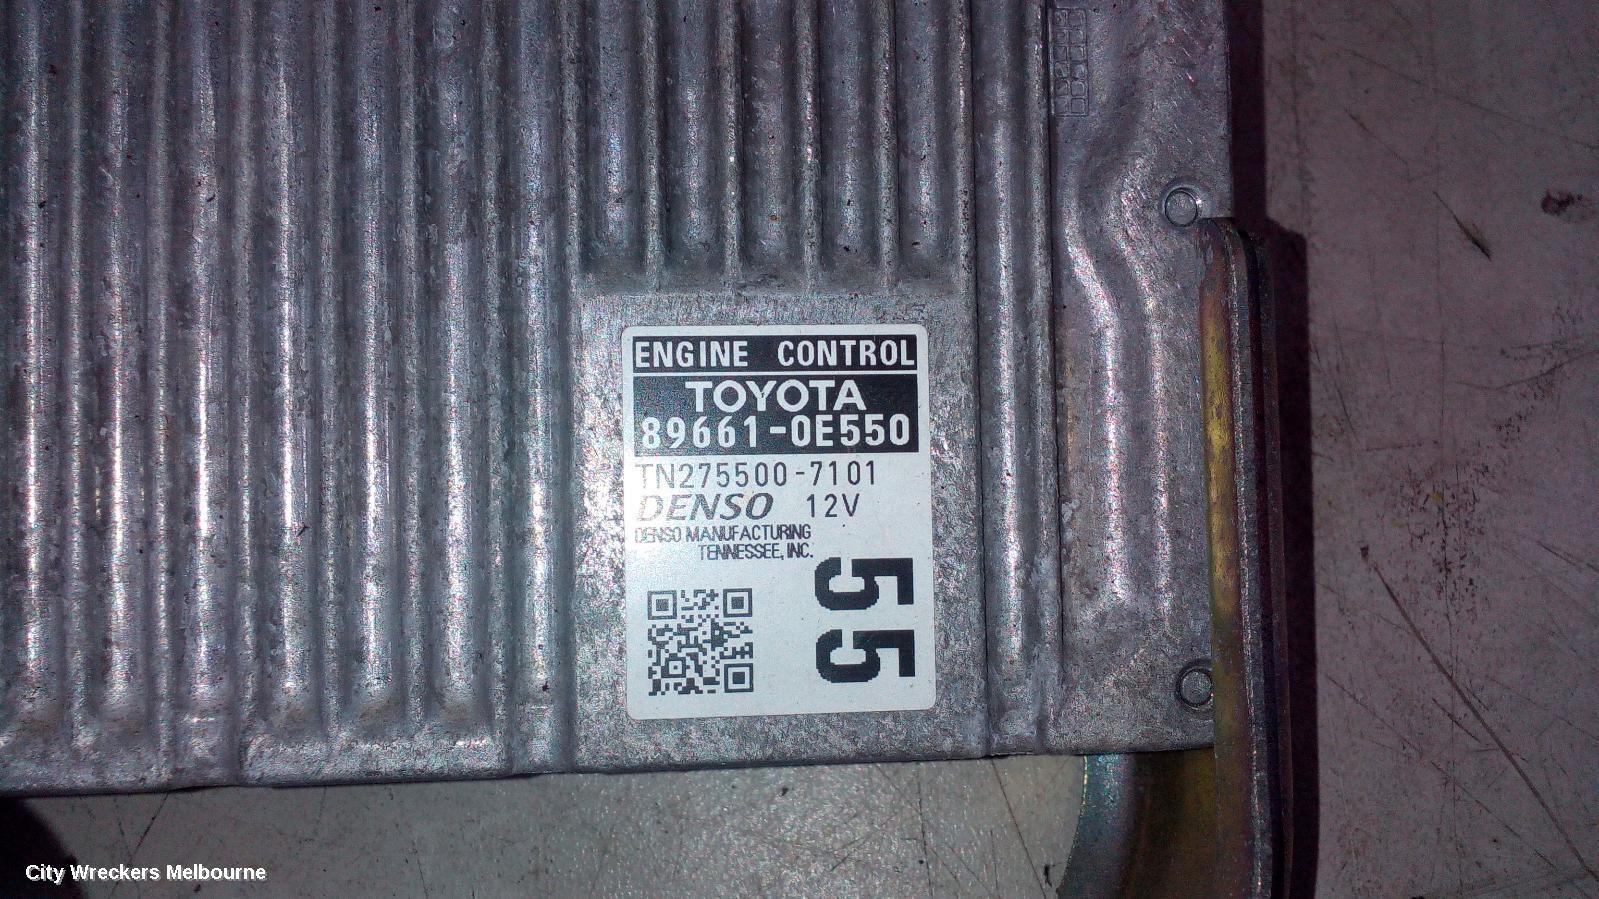 ENGINE CONTROL
TOYOTA
89661-0E550
TN275500-7101
DENSO 12V
DENSO MANUFACTURING
TENNESSEE, INC.
55
City Wreckers Melbourne